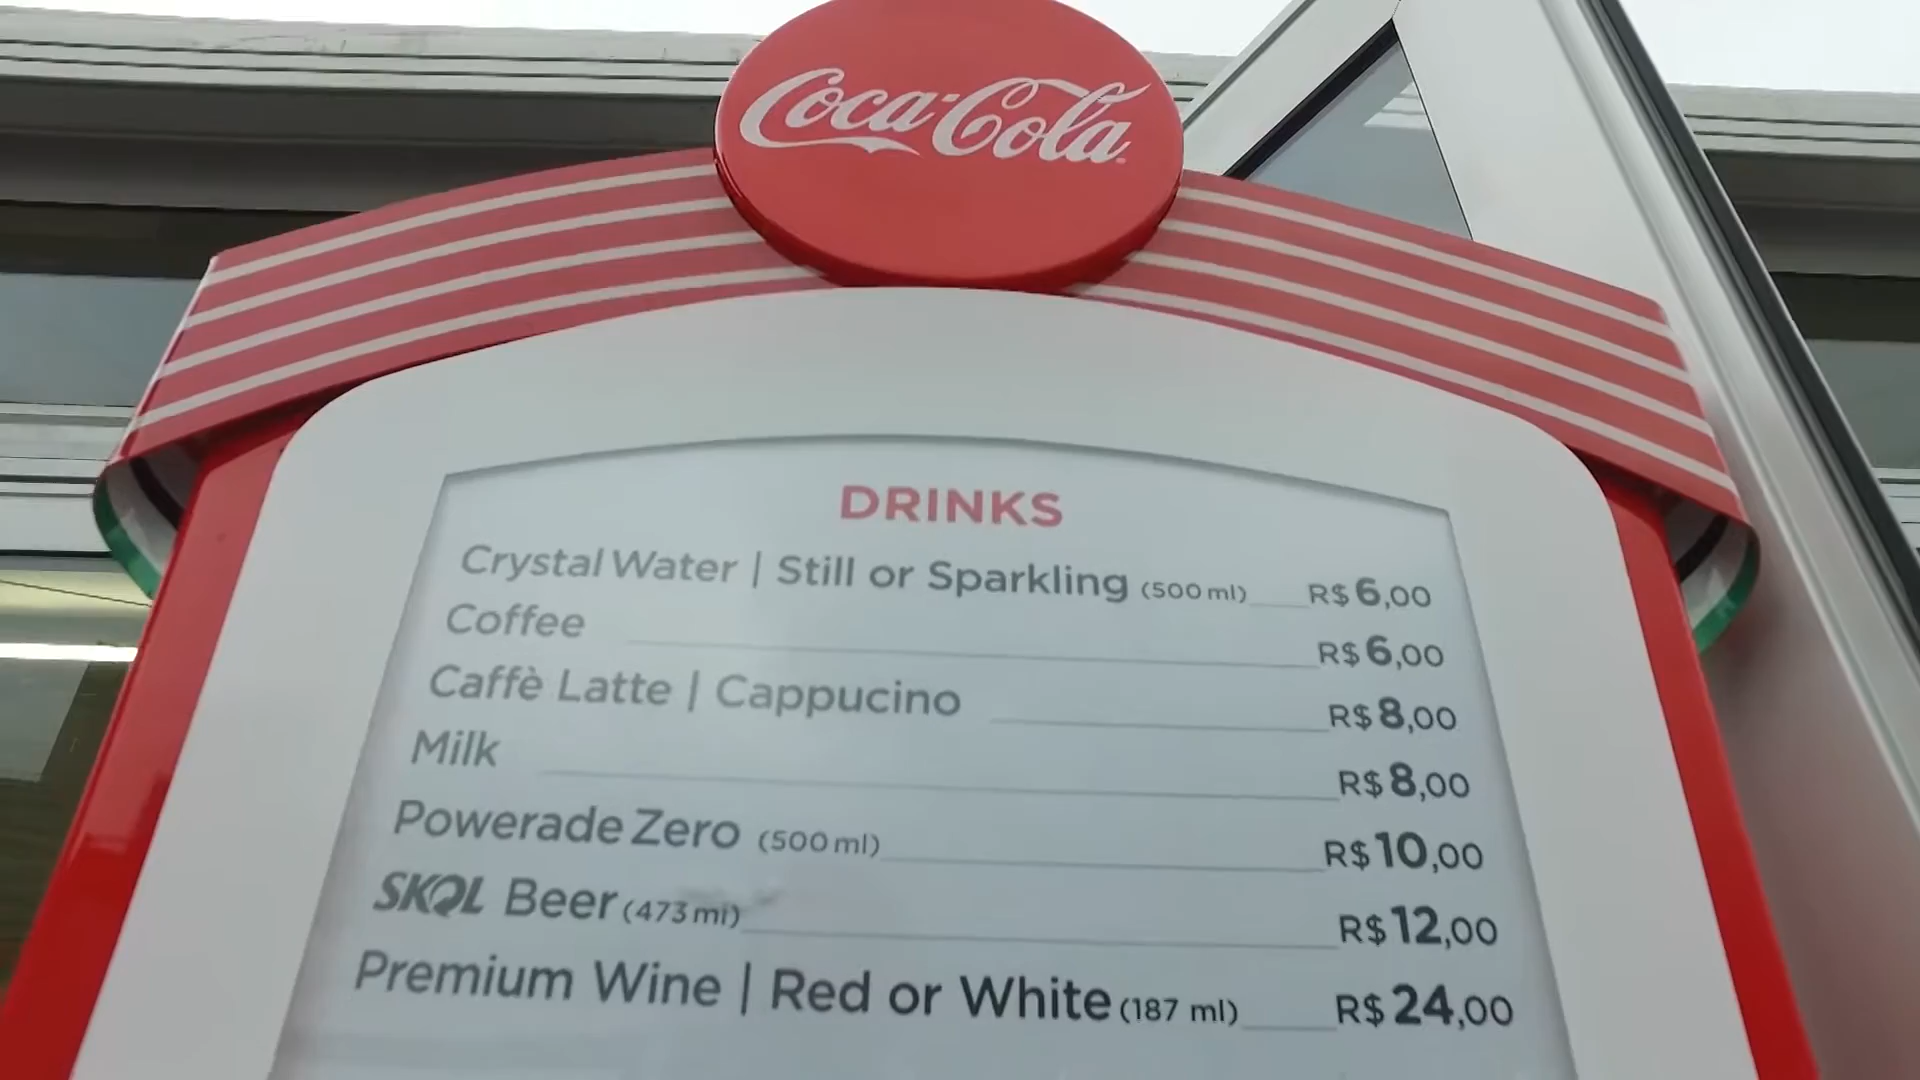 Coca-Cola
DRINKS
Crystal Water | Still or Sparkling (500 ml) R$ 6,00
Coffee R$ 6,00
Caffè Latte | Cappucino R$ 8,00
Milk R$ 8,00
Powerade Zero (500 ml) R$ 10,00
SKOL Beer (473 ml) R$ 12,00
Premium Wine | Red or White (187 ml) R$ 24,00